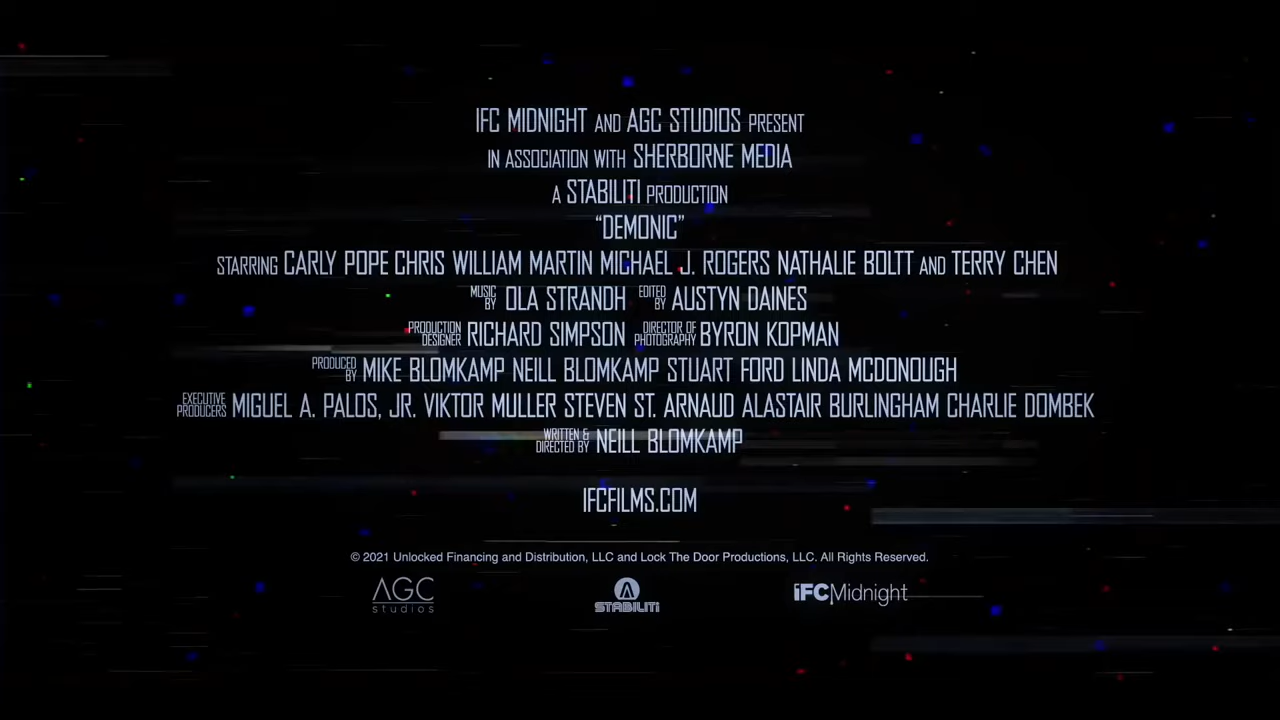 IFC MIDNIGHT AND AGC STUDIOS PRESENT
IN ASSOCIATION WITH SHERBORNE MEDIA
A STABILITI PRODUCTION
“DEMONIC”
STARRING CARLY POPE CHRIS WILLIAM MARTIN MICHAEL J. ROGERS NATHALIE BOLTT AND TERRY CHEN
MUSIC BY OLA STRANDH EDITED BY AUSTYN DAINES
PRODUCTION DESIGNER RICHARD SIMPSON DIRECTOR OF PHOTOGRAPHY BYRON KOPMAN
PRODUCED BY MIKE BLOMKAMP NEILL BLOMKAMP STUART FORD LINDA MCDONOUGH
EXECUTIVE PRODUCERS MIGUEL A. PALOS, JR. VIKTOR MULLER STEVEN ST. ARNAUD ALASTAIR BURLINGHAM CHARLIE DOMBEK
WRITTEN & DIRECTED BY NEILL BLOMKAMP
IFCFILMS.COM
© 2021 Unlocked Financing and Distribution, LLC and Lock The Door Productions, LLC. All Rights Reserved.
AGC studios STABILITI IFC Midnight